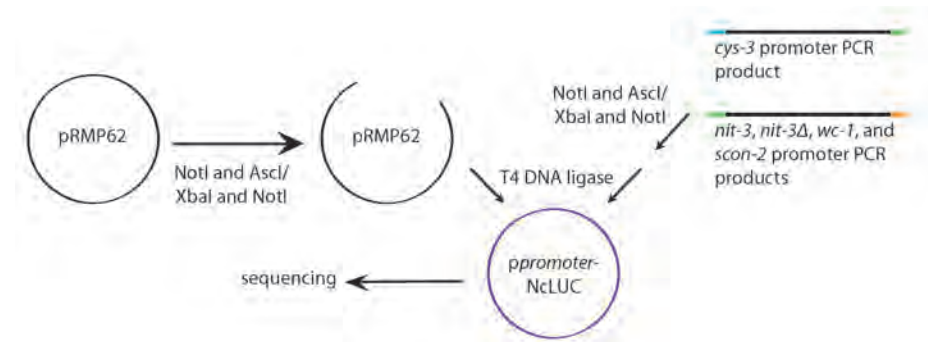 cys-3 promoter PCR
product
NotI and AscI/
XbaI and NotI
pRMP62
pRMP62
nit-3, nit-3Δ, wc-1, and
scon-2 promoter PCR
products
NotI and AscI/
XbaI and NotI
T4 DNA ligase
ppromoter-
NcLUC
sequencing